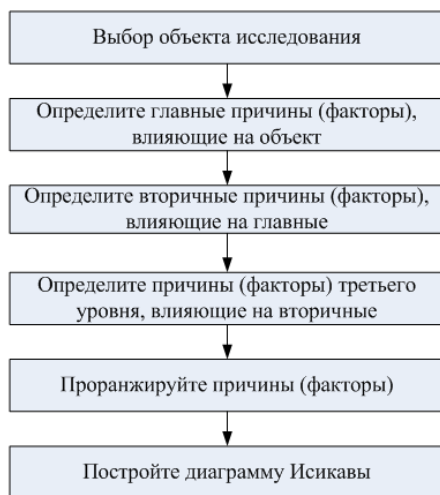 Выбор объекта исследования
Определите главные причины (факторы),
влияющие на объект
Определите вторичные причины (факторы),
влияющие на главные
Определите причины (факторы) третьего
уровня, влияющие на вторичные
Проранжируйте причины (факторы)
Постройте диаграмму Исикавы